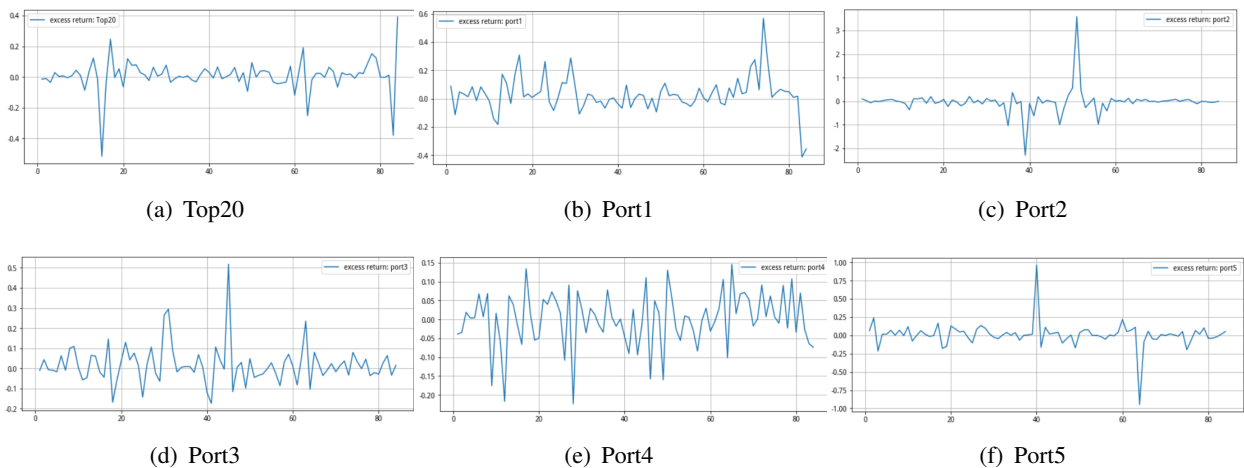 excess return: Top20
0.4
0.2
0.0
-0.2
-0.4
0 20 40 60 80
(a) Top20
excess return: port1
0.6
0.4
0.2
0.0
-0.2
-0.4
0 20 40 60 80
(b) Port1
excess return: port2
3
2
1
0
-1
-2
0 20 40 60 80
(c) Port2
excess return: port3
0.5
0.4
0.3
0.2
0.1
0.0
-0.1
-0.2
0 20 40 60 80
(d) Port3
excess return: port4
0.15
0.10
0.05
0.00
-0.05
-0.10
-0.15
-0.20
0 20 40 60 80
(e) Port4
excess return: port5
1.00
0.75
0.50
0.25
0.00
-0.25
-0.50
-0.75
-1.00
0 20 40 60 80
(f) Port5